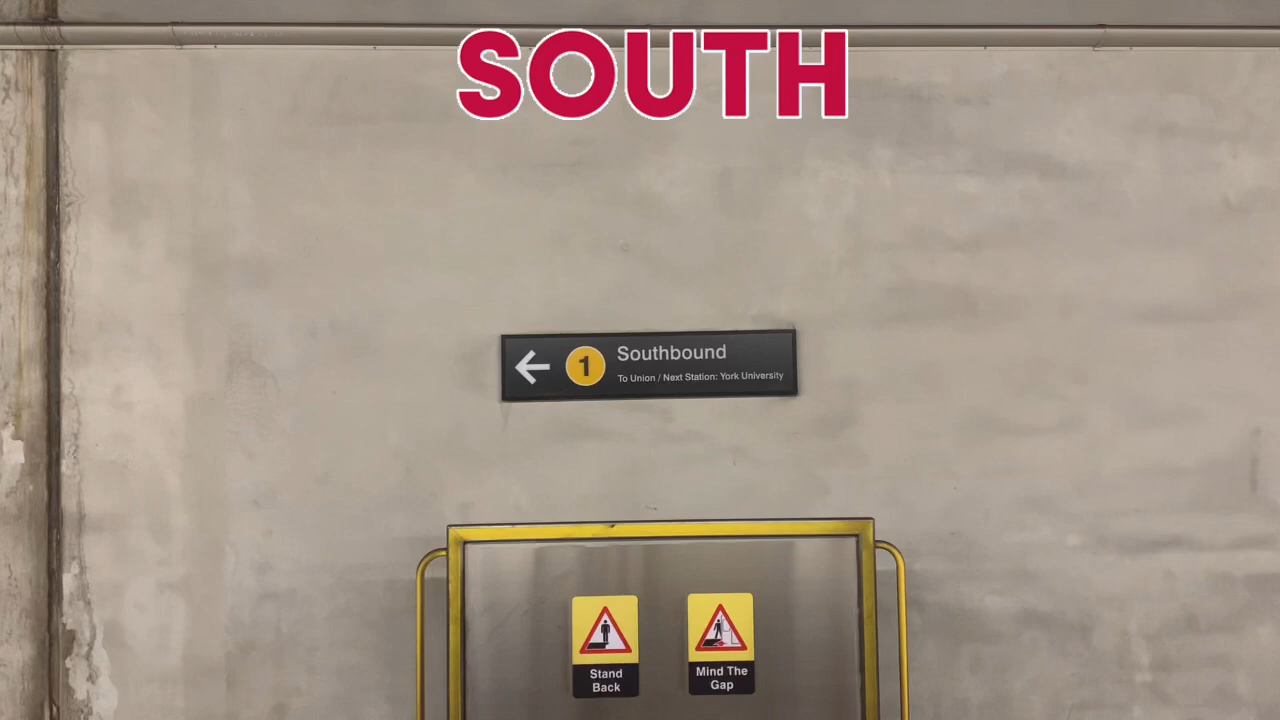 SOUTH
1
Southbound
To Union / Next Station: York University
Stand
Back
Mind The
Gap